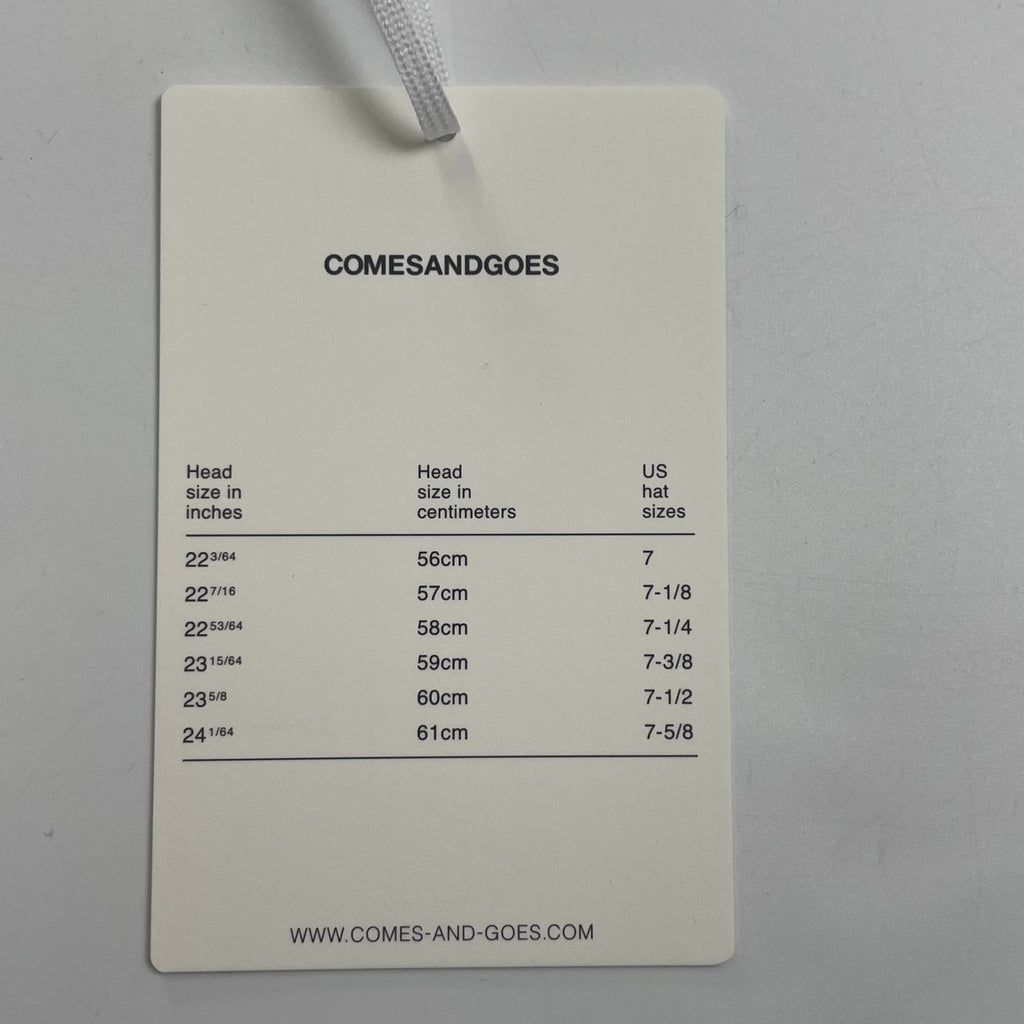 COMESANDGOES
Head size in inches Head size in centimeters US hat sizes
22 3/64 56cm 7
22 7/16 57cm 7-1/8
22 53/64 58cm 7-1/4
23 15/64 59cm 7-3/8
23 5/8 60cm 7-1/2
24 1/64 61cm 7-5/8
WWW.COMES-AND-GOES.COM